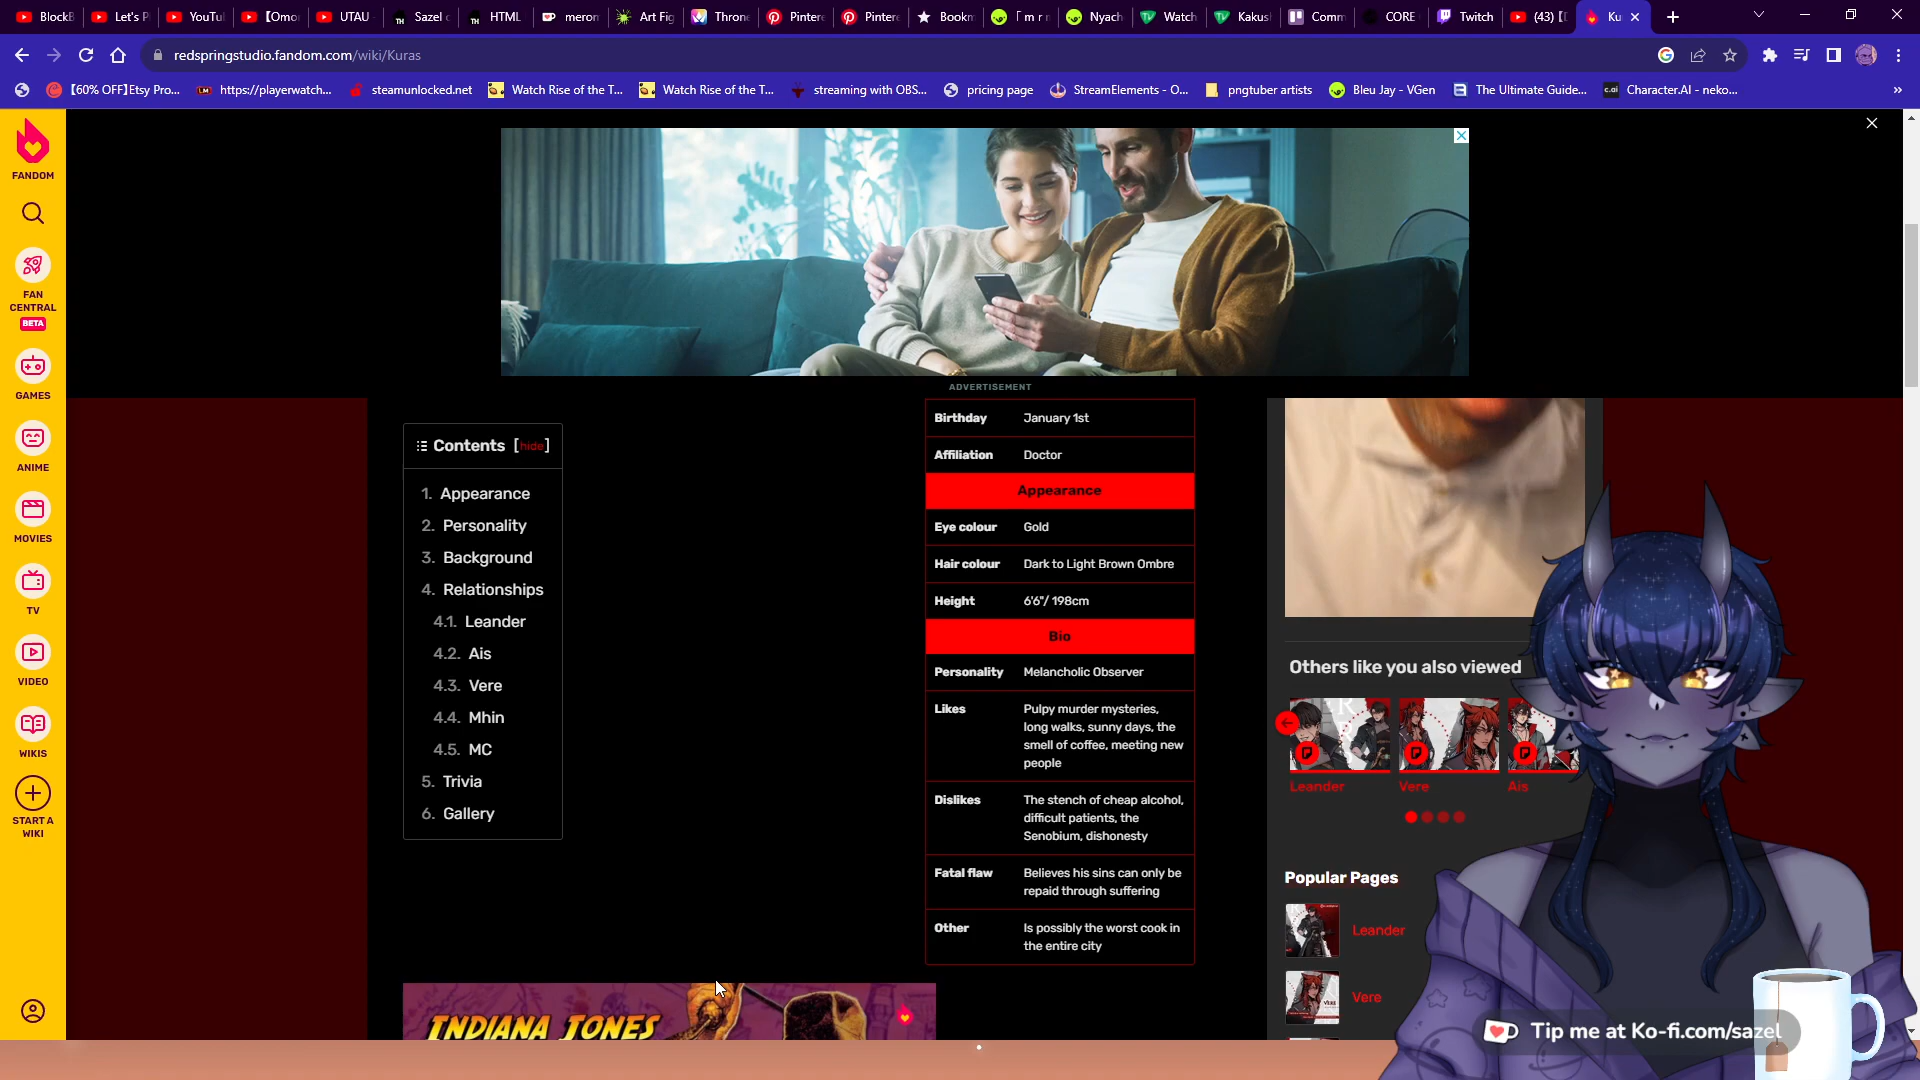 BlockB
Let's P
YouTu
【Omor
UTAU
Sazel c
HTML
merom
Art Fig
Throne
Pintere
Pintere
Bookm
Nyach
Watch
Kakus
Comm
CORE
Twitch
(43)
Ku
redspringstudio.fandom.com/wiki/Kuras
【60% OFF】Etsy Pro...
https://playerwatch...
steamunlocked.net
Watch Rise of the T...
Watch Rise of the T...
streaming with OBS...
pricing page
StreamElements - O...
pngtuber artists
Bleu Jay - VGen
The Ultimate Guide...
c.ai
Character.AI - neko...
FANDOM
FAN
CENTRAL
BETA
GAMES
ANIME
MOVIES
TV
VIDEO
WIKIS
START A
WIKI
ADVERTISEMENT
Contents [hide]
1. Appearance
2. Personality
3. Background
4. Relationships
4.1. Leander
4.2. Ais
4.3. Vere
4.4. Mhin
4.5. MC
5. Trivia
6. Gallery
Birthday January 1st
Affiliation Doctor
Appearance
Eye colour Gold
Hair colour Dark to Light Brown Ombre
Height 6'6"/ 198cm
Bio
Personality Melancholic Observer
Likes Pulpy murder mysteries,
long walks, sunny days, the
smell of coffee, meeting new
people
Dislikes The stench of cheap alcohol,
difficult patients, the
Senobium, dishonesty
Fatal flaw Believes his sins can only be
repaid through suffering
Other Is possibly the worst cook in
the entire city
INDIANA JONES
Others like you also viewed
Leander
Vere
Ais
Popular Pages
Leander
Vere
Tip me at Ko-fi.com/sazel